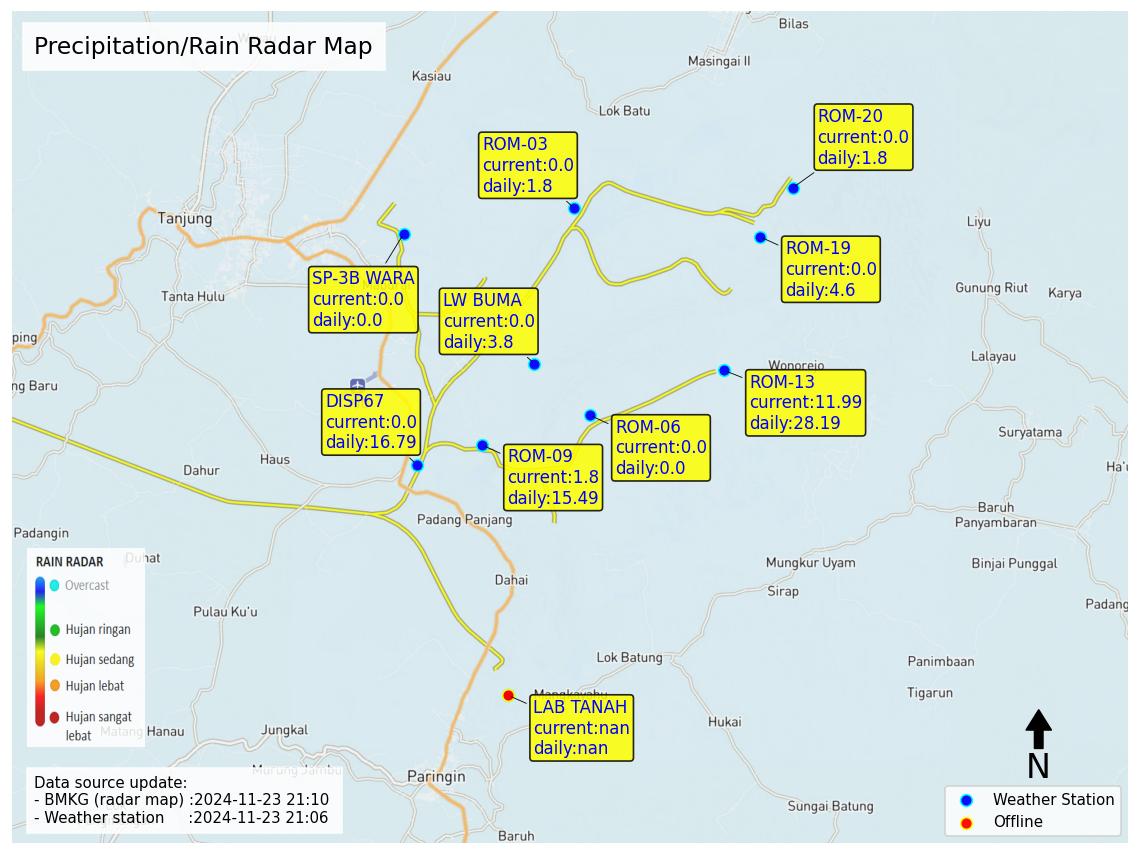 Precipitation/Rain Radar Map
Bilas
Masingai II
Kasiau
Lok Batu
ROM-20
current:0.0
daily:1.8
ROM-03
current:0.0
daily:1.8
Tanjung
Liyu
ROM-19
current:0.0
daily:4.6
SP-3B WARA
current:0.0
daily:0.0
Tanta Hulu
LW BUMA
current:0.0
daily:3.8
Gunung Riut
Karya
ping
Lalayau
Wonorejo
ng Baru
ROM-13
current:11.99
daily:28.19
DISP67
current:0.0
daily:16.79
ROM-06
current:0.0
daily:0.0
Suryatama
ROM-09
current:1.8
daily:15.49
Haus
Dahur
Ha'u
Baruh
Panyambaran
Padang Panjang
Padangin
Duhat
Mungkur Uyam
Binjai Punggal
Dahai
Sirap
Padang
Pulau Ku'u
RAIN RADAR
Overcast
Hujan ringan
Hujan sedang
Hujan lebat
Hujan sangat
lebat
Lok Batung
Panimbaan
Tigarun
Mangkayahu
LAB TANAH
current:nan
daily:nan
Hukai
Matang Hanau
Jungkal
Murung Jambu
Paringin
Sungai Batung
Baruh
Data source update:
- BMKG (radar map) :2024-11-23 21:10
- Weather station :2024-11-23 21:06
N
Weather Station
Offline